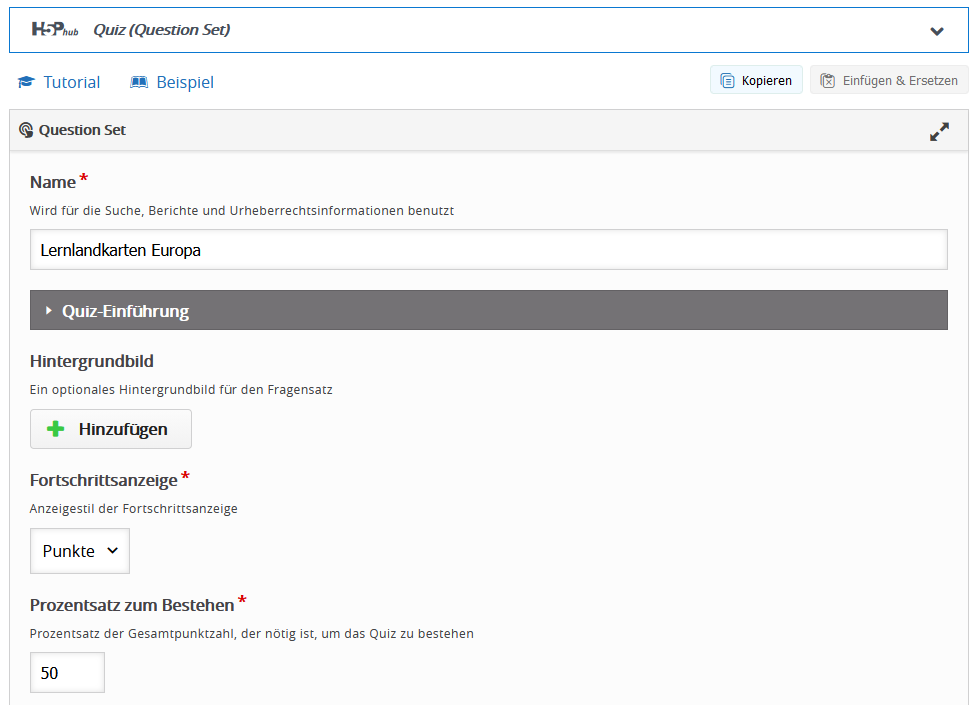 H5Phub Quiz (Question Set)
Tutorial Beispiel Kopieren Einfügen & Ersetzen
Question Set
Name *
Wird für die Suche, Berichte und Urheberrechtsinformationen benutzt
Lernlandkarten Europa
Quiz-Einführung
Hintergrundbild
Ein optionales Hintergrundbild für den Fragensatz
Hinzufügen
Fortschrittsanzeige *
Anzeigestil der Fortschrittsanzeige
Punkte
Prozentsatz zum Bestehen *
Prozentsatz der Gesamtpunktzahl, der nötig ist, um das Quiz zu bestehen
50